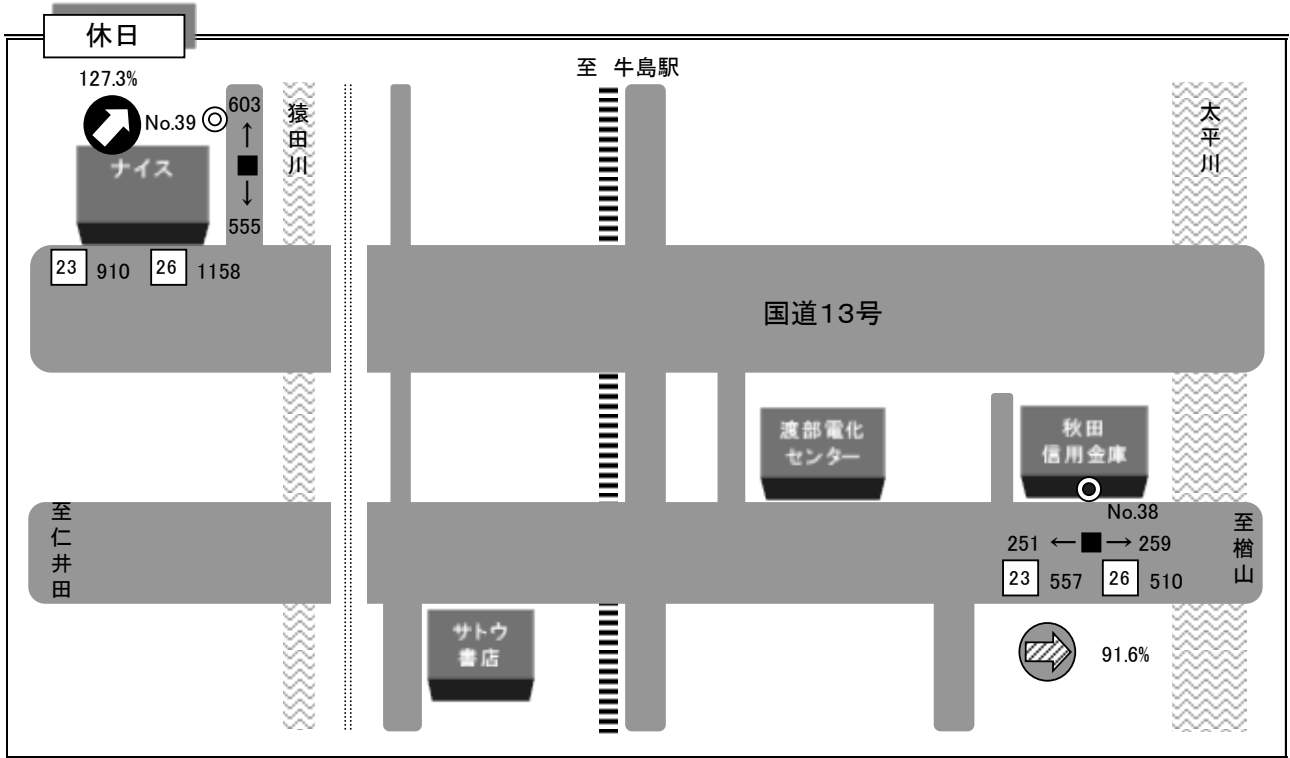 休日
至 牛島駅
127.3%
No.39
603
↑
■
↓
555
猿田川
太平川
ナイス
23 910 26 1158
国道13号
渡部電化
センター
秋田
信用金庫
No.38
至仁井田
251 ←■→ 259
至楢山
23 557 26 510
サトウ
書店
91.6%